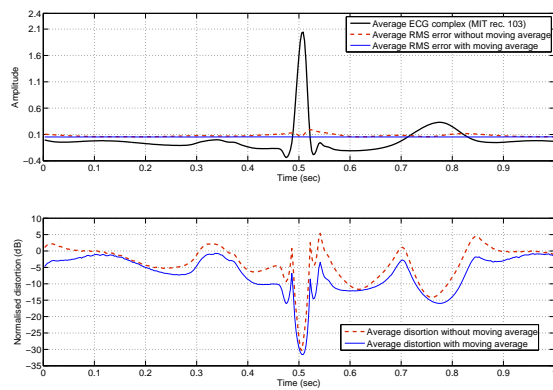 2.4
2.1
1.6
1.1
0.6
0.1
−0.4
Amplitude
Average ECG complex (MIT rec. 103)
Average RMS error without moving average
Average RMS error with moving average
0 0.1 0.2 0.3 0.4 0.5 0.6 0.7 0.8 0.9
Time (sec)
10
5
0
−5
−10
−15
−20
−25
−30
−35
Normalised distortion (dB)
Average disortion without moving average
Average distortion with moving average
0 0.1 0.2 0.3 0.4 0.5 0.6 0.7 0.8 0.9
Time (sec)